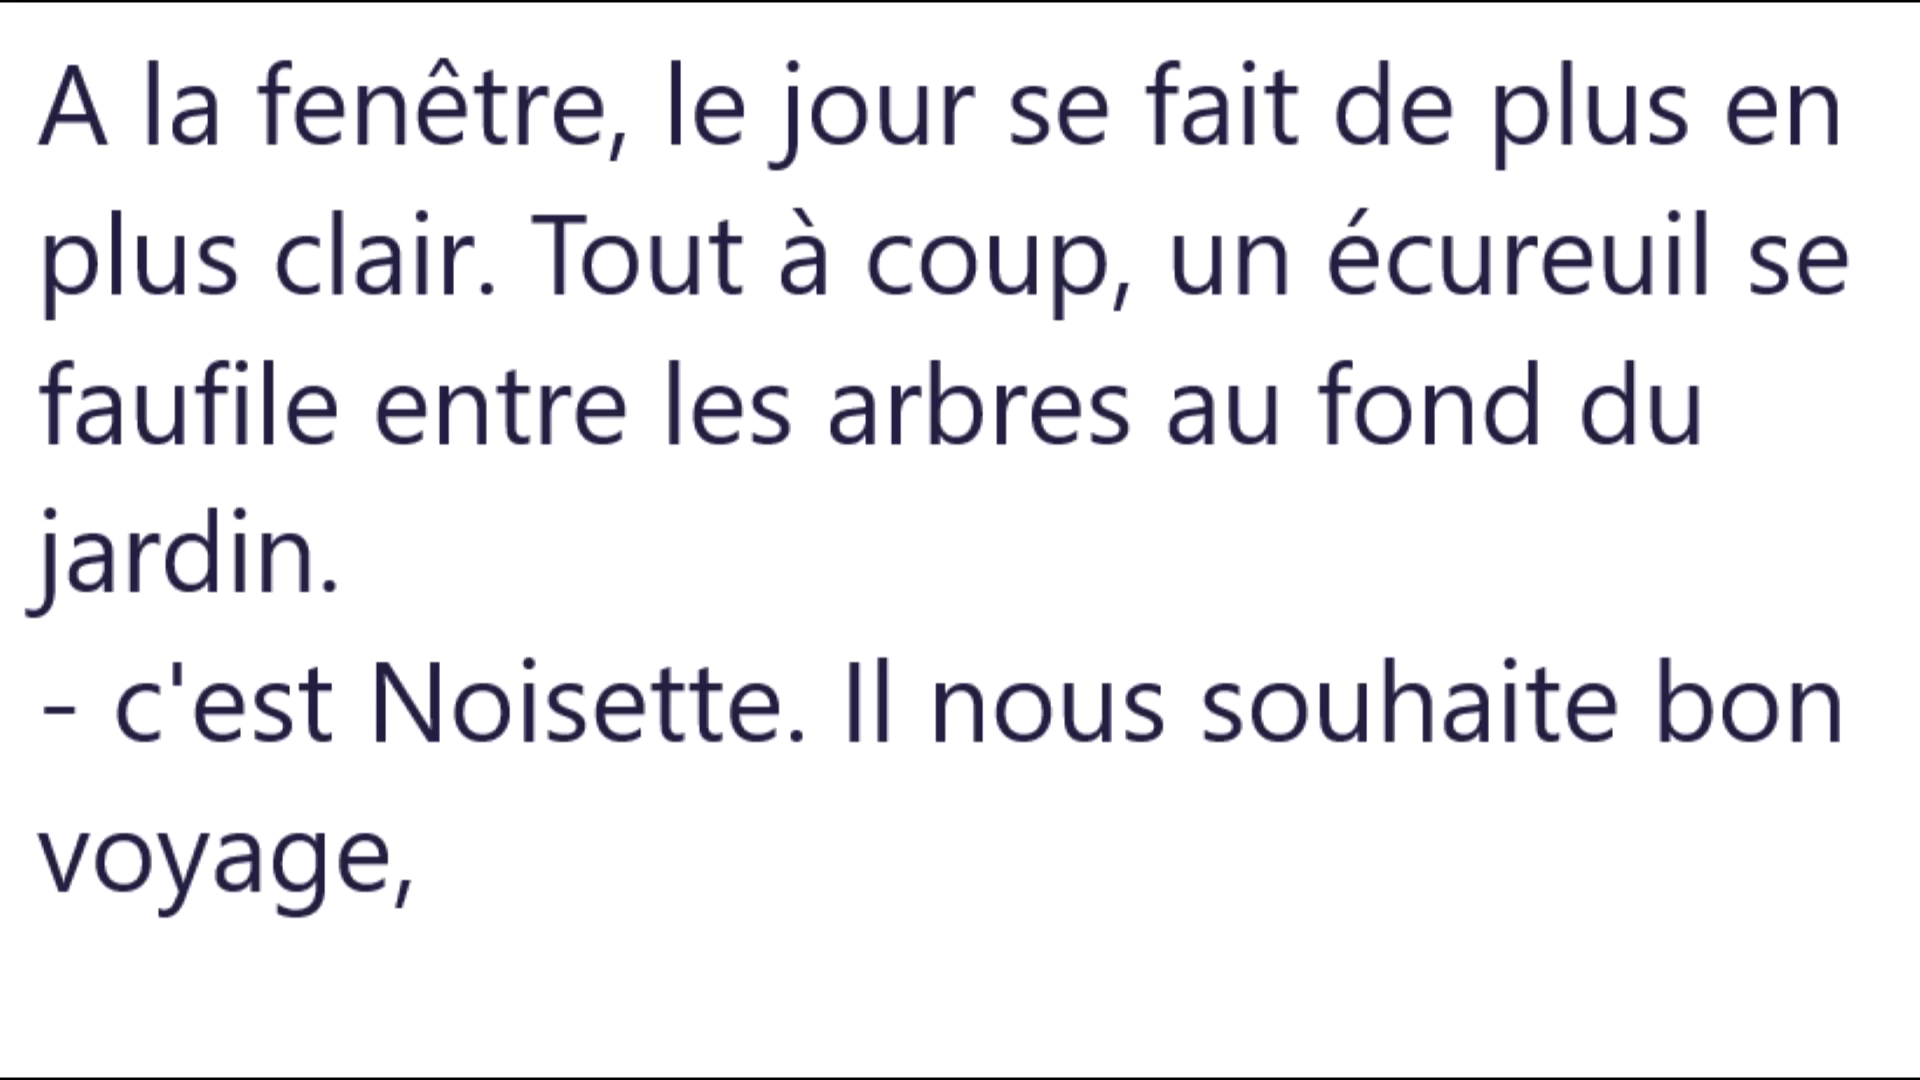 A la fenêtre, le jour se fait de plus en
plus clair. Tout à coup, un écureuil se
faufile entre les arbres au fond du
jardin.
- c'est Noisette. Il nous souhaite bon
voyage,